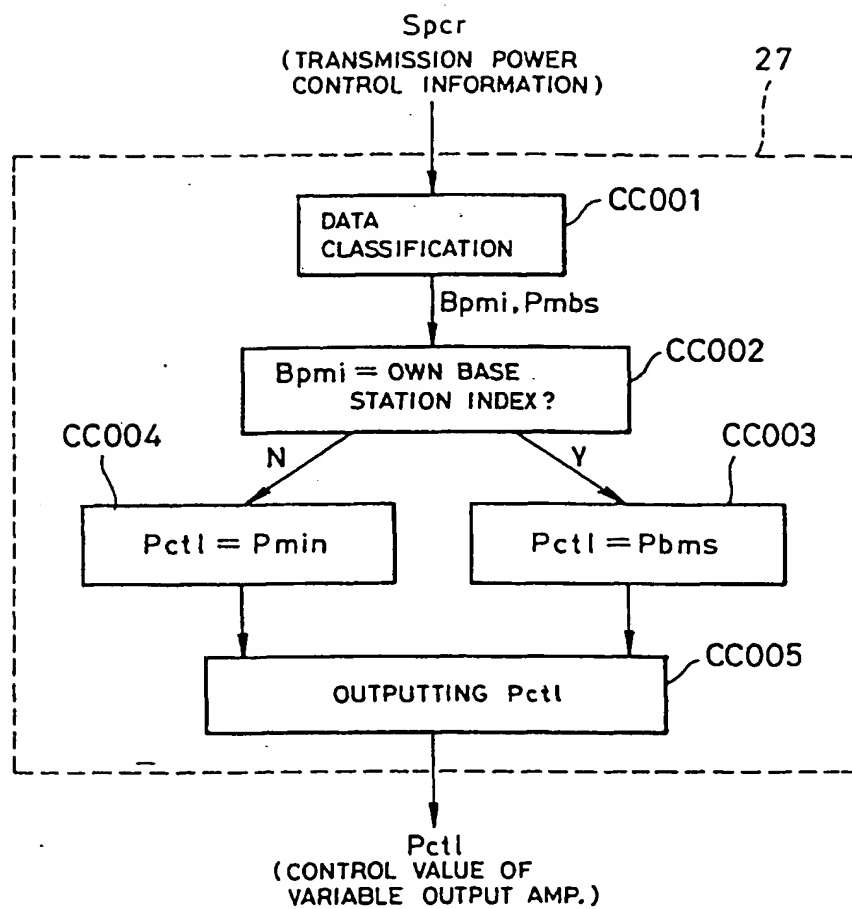 Spcr
(TRANSMISSION POWER
CONTROL INFORMATION)
27
CC001
DATA
CLASSIFICATION
Bpmi, Pmbs
CC002
Bpmi = OWN BASE
STATION INDEX?
CC004
N
Y
CC003
Pctl = Pmin
Pctl = Pbms
CC005
OUTPUTTING Pctl
Pctl
(CONTROL VALUE OF
VARIABLE OUTPUT AMP.)